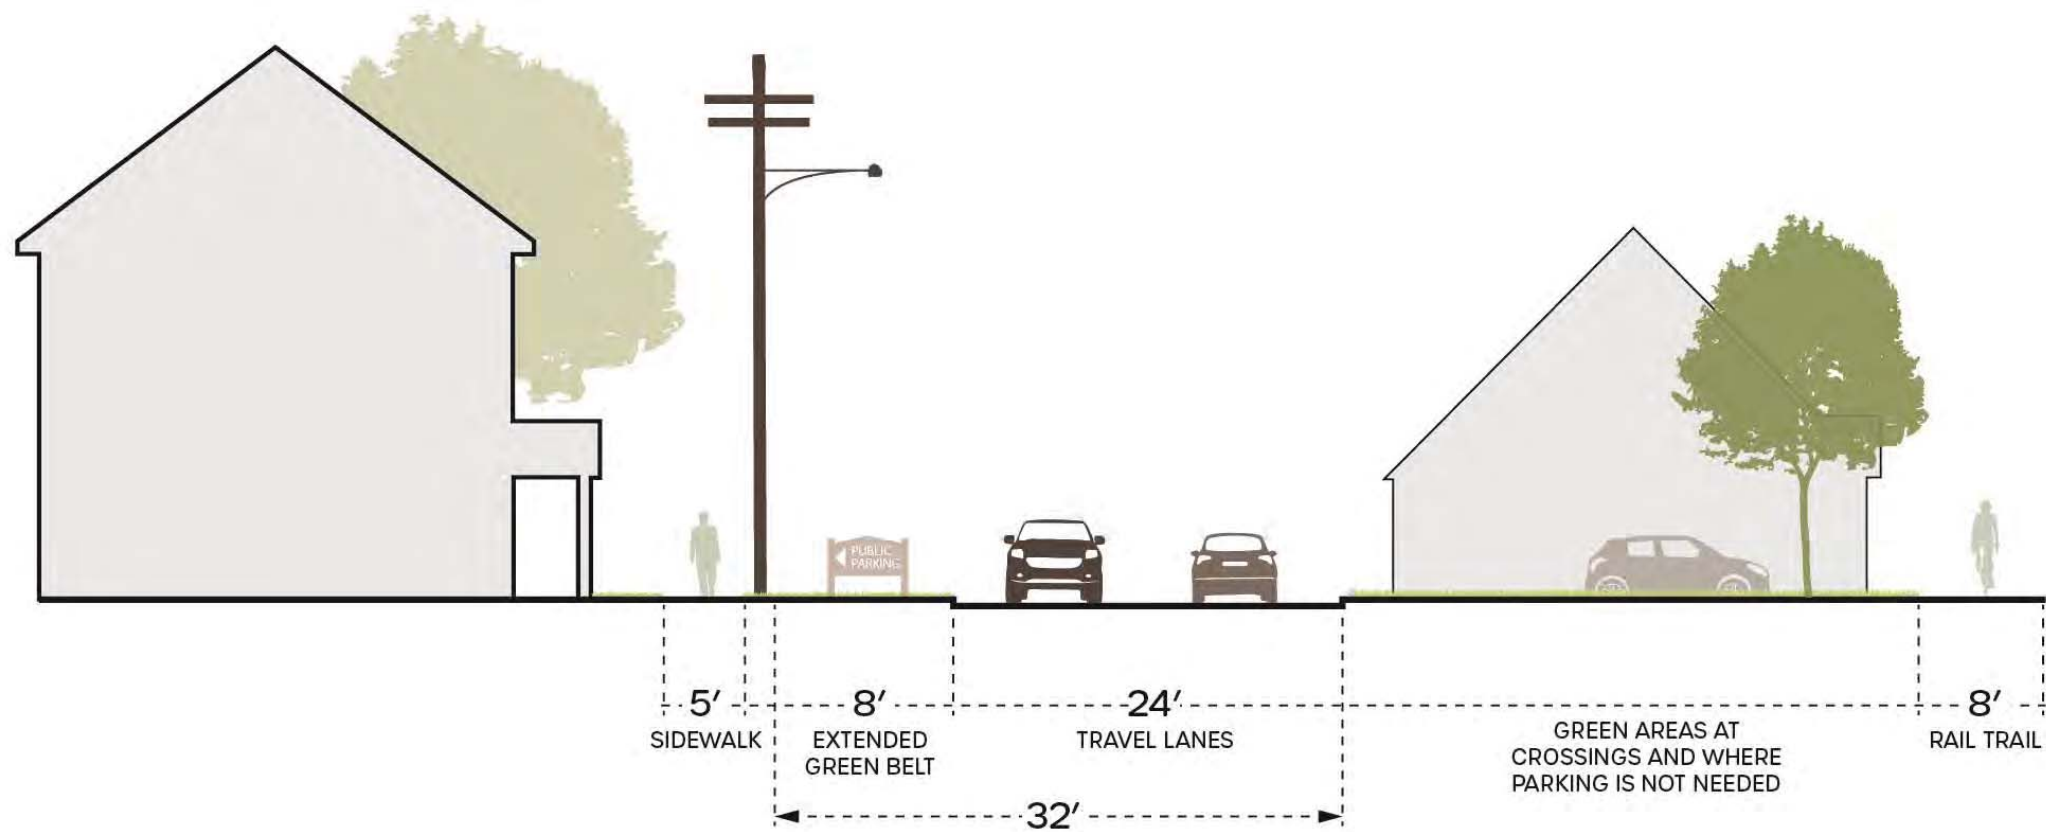 PUBLIC
PARKING
5′
8′
24′
8′
SIDEWALK
EXTENDED
GREEN BELT
TRAVEL LANES
GREEN AREAS AT
CROSSINGS AND WHERE
PARKING IS NOT NEEDED
RAIL TRAIL
32′